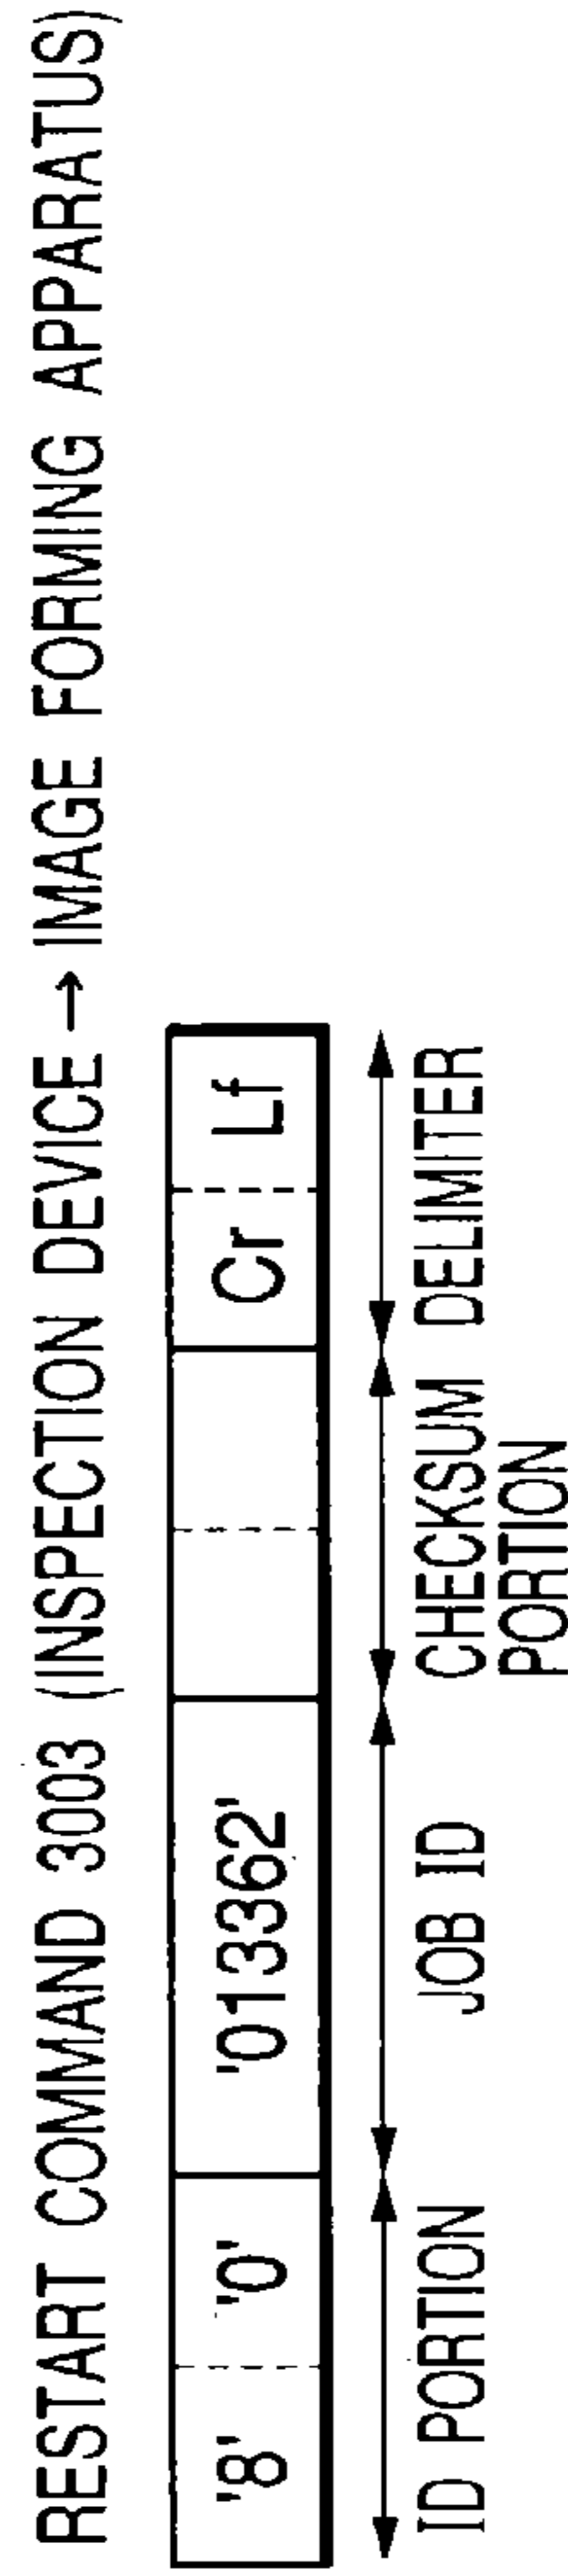 RESTART COMMAND 3003 (INSPECTION DEVICE → IMAGE FORMING APPARATUS)
'8' '0' '013362' Cr Lf
ID PORTION JOB ID CHECKSUM DELIMITER
PORTION